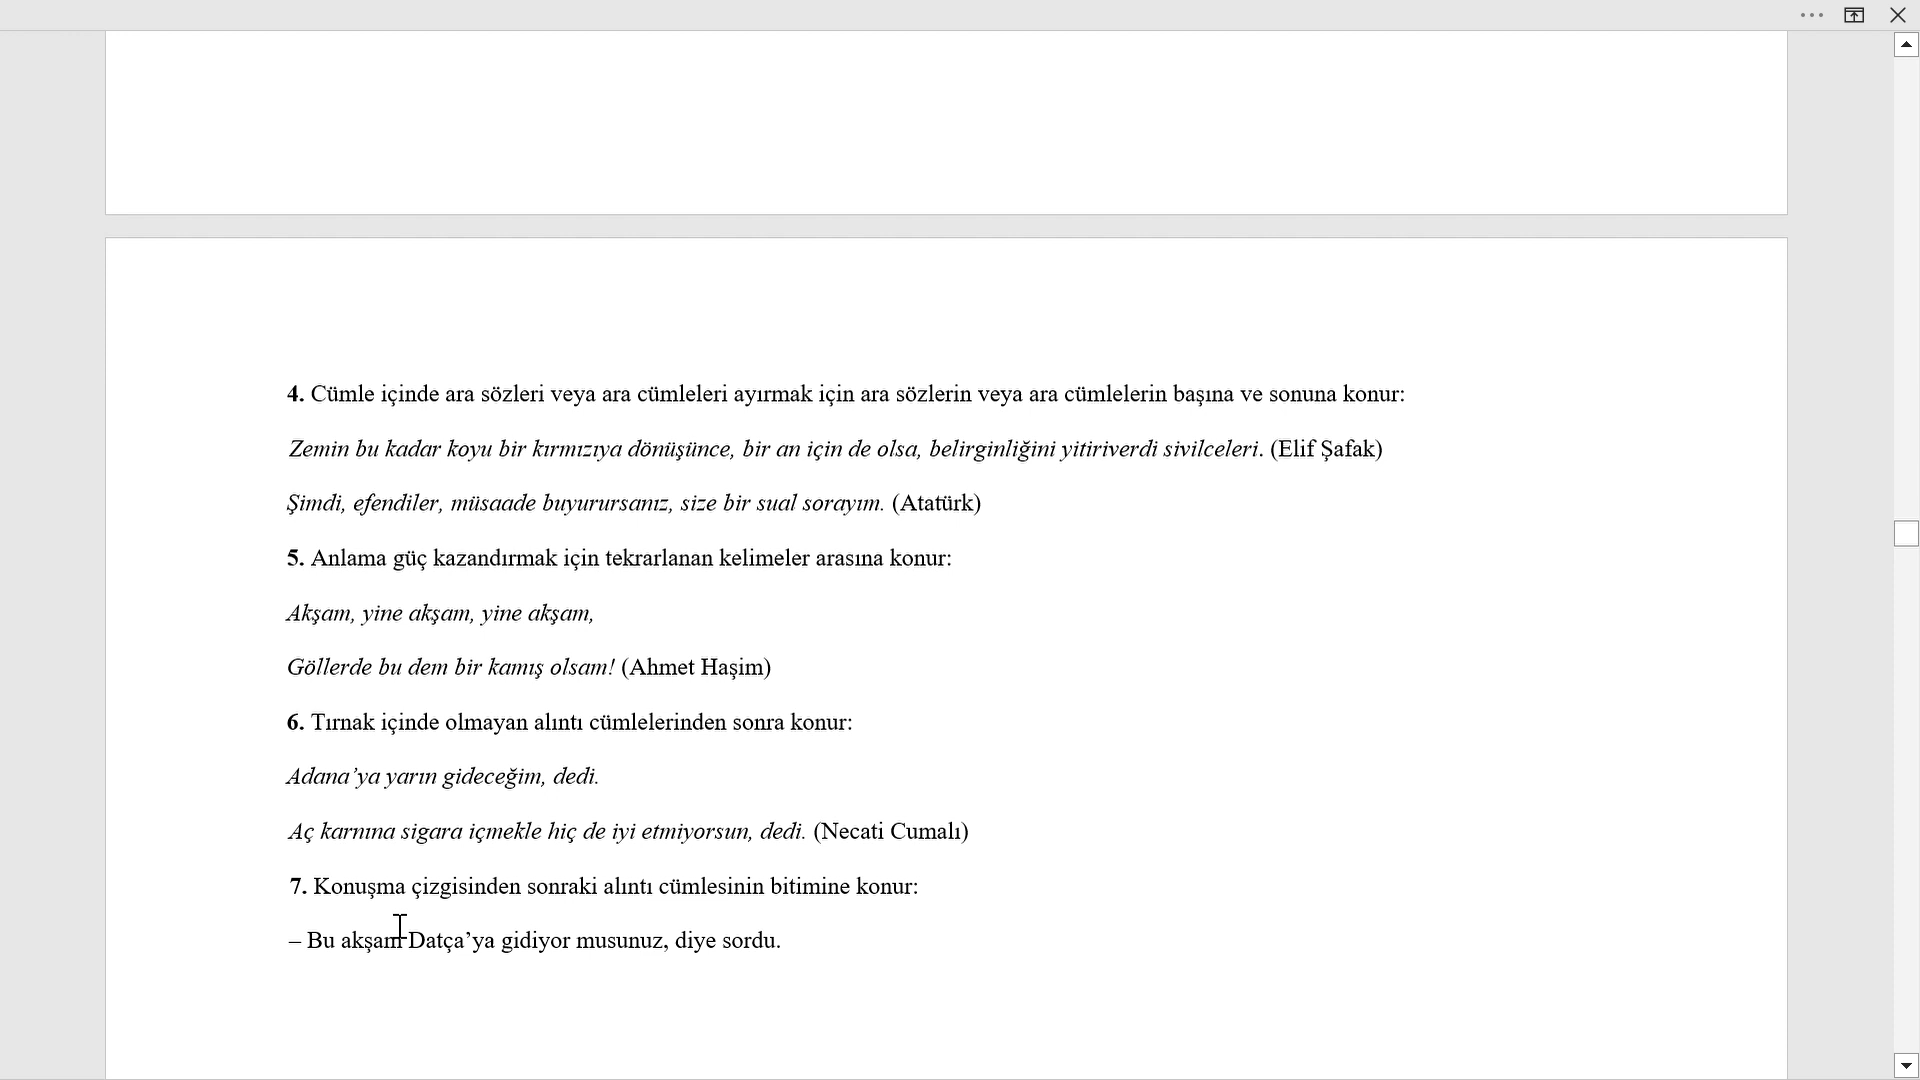 4. Cümle içinde ara sözleri veya ara cümleleri ayırmak için ara sözlerin veya ara cümlelerin başına ve sonuna konur:
Zemin bu kadar koyu bir kırmızıya dönüşünce, bir an için de olsa, belirginliğini yitiriverdi sivilceleri. (Elif Şafak)
Şimdi, efendiler, müsaade buyurursanız, size bir sual sorayım. (Atatürk)
5. Anlama güç kazandırmak için tekrarlanan kelimeler arasına konur:
Akşam, yine akşam, yine akşam,
Göllerde bu dem bir kamış olsam! (Ahmet Haşim)
6. Tırnak içinde olmayan alıntı cümlelerinden sonra konur:
Adana’ya yarın gideceğim, dedi.
Aç karnına sigara içmekle hiç de iyi etmiyorsun, dedi. (Necati Cumalı)
7. Konuşma çizgisinden sonraki alıntı cümlesinin bitimine konur:
– Bu akşam Datça’ya gidiyor musunuz, diye sordu.